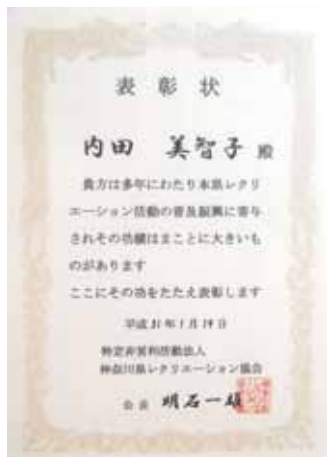 表彰状
内田 美智子 殿
貴方は多年にわたり本県レクリ
エーション活動の普及振興に寄与
されその功績はまことに大きいも
のがあります
ここにその功をたたえ表彰します
平成31年1月19日
特定非営利活動法人
神奈川県レクリエーション協会
会長 明石一雄